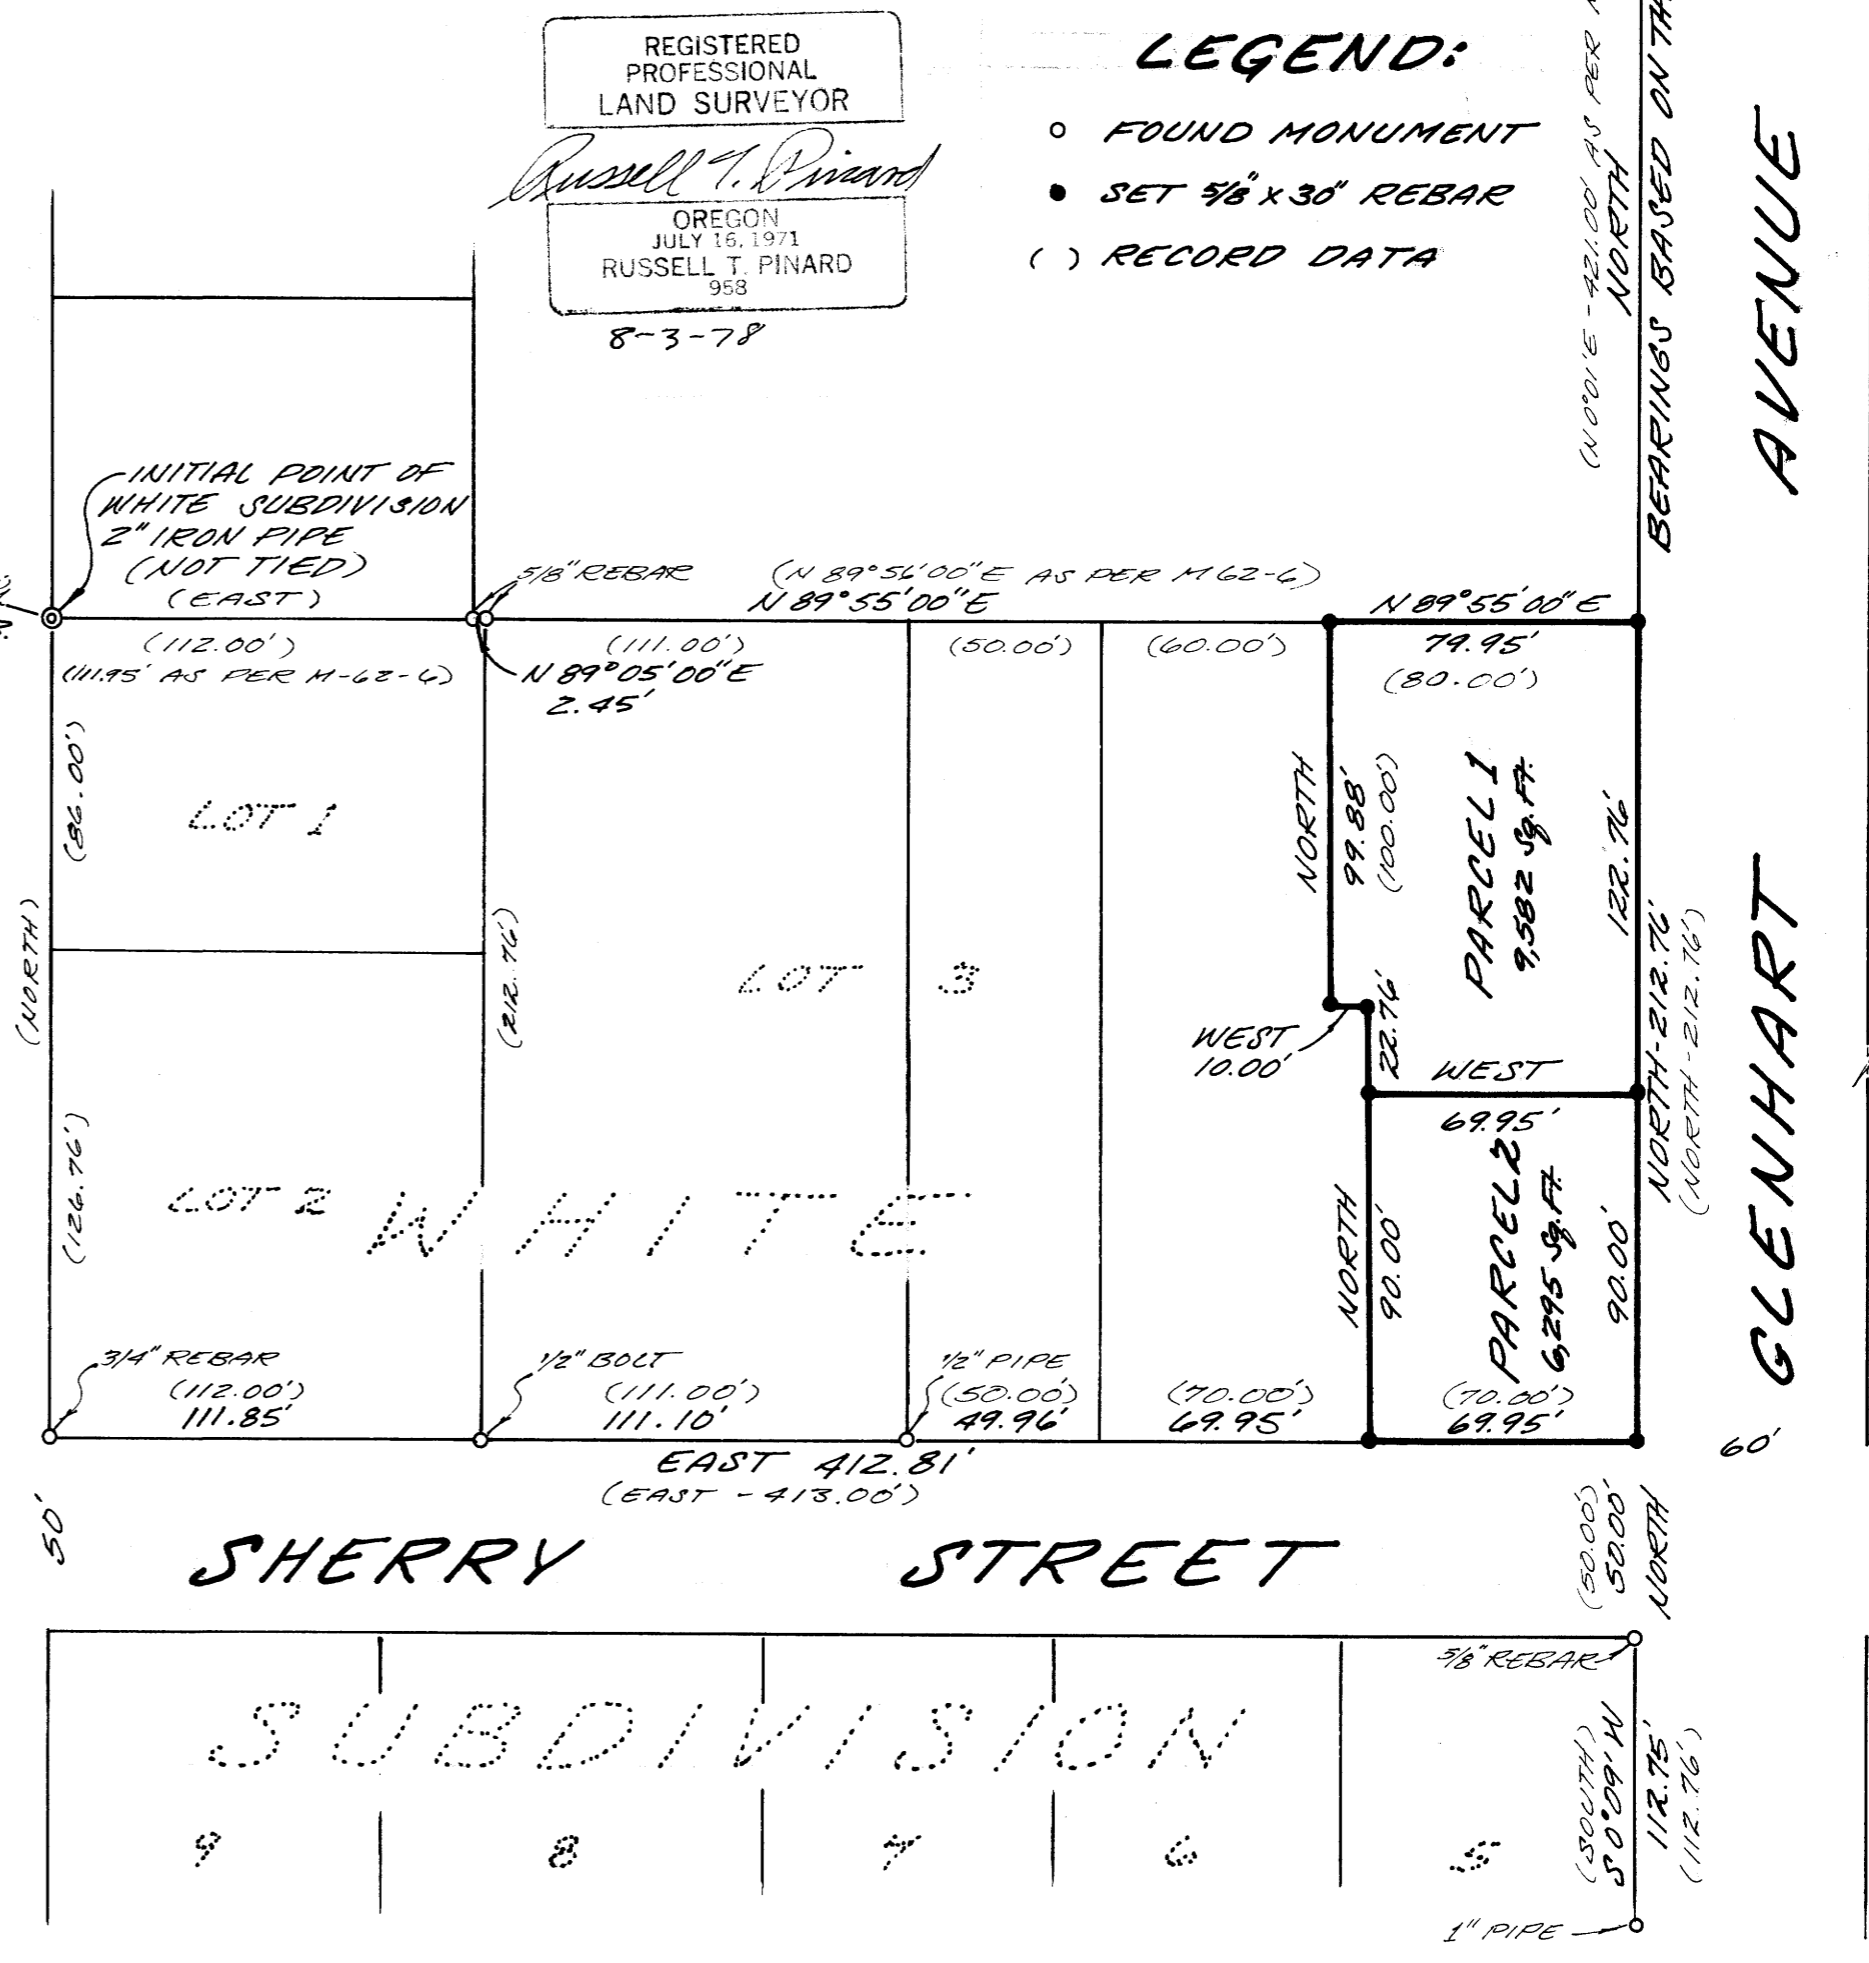 REGISTERED
PROFESSIONAL
LAND SURVEYOR
Russell T. Pinard
OREGON
JULY 16, 1971
RUSSELL T. PINARD
958
8-3-78
LEGEND:
○ FOUND MONUMENT
● SET 5/8" X 30" REBAR
( ) RECORD DATA
(N0°01'E - 421.00' AS PER
NORTH
BEARINGS BASED ON TH
AVENUE
INITIAL POINT OF
WHITE SUBDIVISION
2" IRON PIPE
(NOT TIED)
(EAST)
5/8" REBAR
(N 89°56'00" E AS PER M 62-6)
N 89°55'00" E
N 89°55'00" E
(112.00')
(111.95' AS PER M-62-6)
(111.00')
N 89°05'00" E
2.45'
(50.00')
(60.00')
79.95'
(80.00')
(86.00')
LOT 1
(NORTH)
(212.76')
LOT 3
NORTH
99.88'
(100.00')
PARCEL 1
9,582 Sq. Ft.
122.76'
WEST
10.00'
22.76'
WEST
69.95'
NORTH-212.76'
(NORTH-212.76')
GLENHART
(126.76')
LOT 2
WHITE
NORTH
90.00'
PARCEL 2
6,295 Sq. Ft.
90.00'
3/4" REBAR
(112.00')
111.85'
1/2" BOLT
(111.00')
111.10'
1/2" PIPE
(50.00')
49.96'
(70.00')
69.95'
(70.00')
69.95'
EAST 412.81'
(EAST - 413.00')
60'
50'
SHERRY STREET
(50.00')
50.00'
NORTH
5/8" REBAR
SUBDIVISION
9 8 7 6 5
(SOUTH)
S 0°09' W
112.75'
(112.76')
1" PIPE